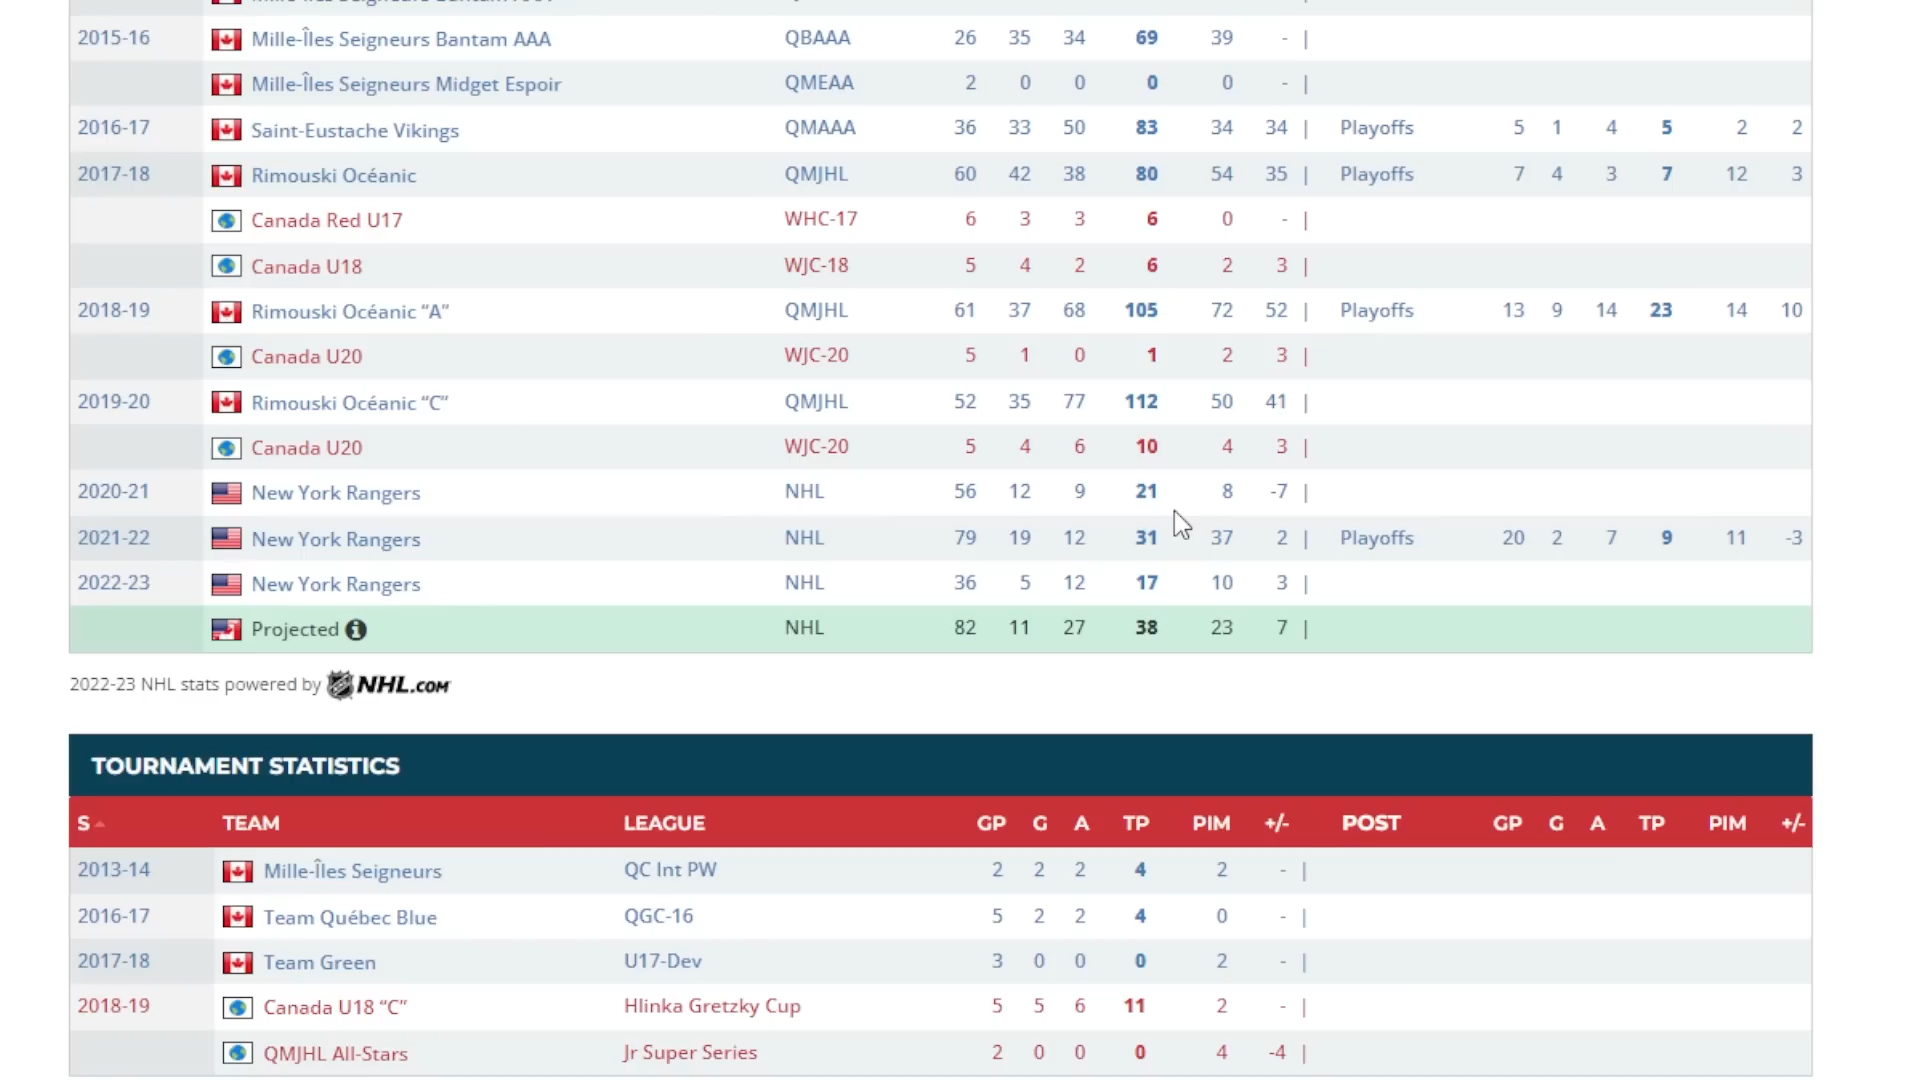 2015-16 Mille-Îles Seigneurs Bantam AAA QBAAA 26 35 34 69 39 - |
Mille-Îles Seigneurs Midget Espoir QMEAA 2 0 0 0 0 - |
2016-17 Saint-Eustache Vikings QMAAA 36 33 50 83 34 34 | Playoffs 5 1 4 5 2 2
2017-18 Rimouski Océanic QMJHL 60 42 38 80 54 35 | Playoffs 7 4 3 7 12 3
Canada Red U17 WHC-17 6 3 3 6 0 - |
Canada U18 WJC-18 5 4 2 6 2 3 |
2018-19 Rimouski Océanic “A” QMJHL 61 37 68 105 72 52 | Playoffs 13 9 14 23 14 10
Canada U20 WJC-20 5 1 0 1 2 3 |
2019-20 Rimouski Océanic “C” QMJHL 52 35 77 112 50 41 |
Canada U20 WJC-20 5 4 6 10 4 3 |
2020-21 New York Rangers NHL 56 12 9 21 8 -7 |
2021-22 New York Rangers NHL 79 19 12 31 37 2 | Playoffs 20 2 7 9 11 -3
2022-23 New York Rangers NHL 36 5 12 17 10 3 |
Projected NHL 82 11 27 38 23 7 |
2022-23 NHL stats powered by NHL.COM
TOURNAMENT STATISTICS
S TEAM LEAGUE GP G A TP PIM +/- POST GP G A TP PIM +/-
2013-14 Mille-Îles Seigneurs QC Int PW 2 2 2 4 2 - |
2016-17 Team Québec Blue QGC-16 5 2 2 4 0 - |
2017-18 Team Green U17-Dev 3 0 0 0 2 - |
2018-19 Canada U18 “C” Hlinka Gretzky Cup 5 5 6 11 2 - |
QMJHL All-Stars Jr Super Series 2 0 0 0 4 -4 |